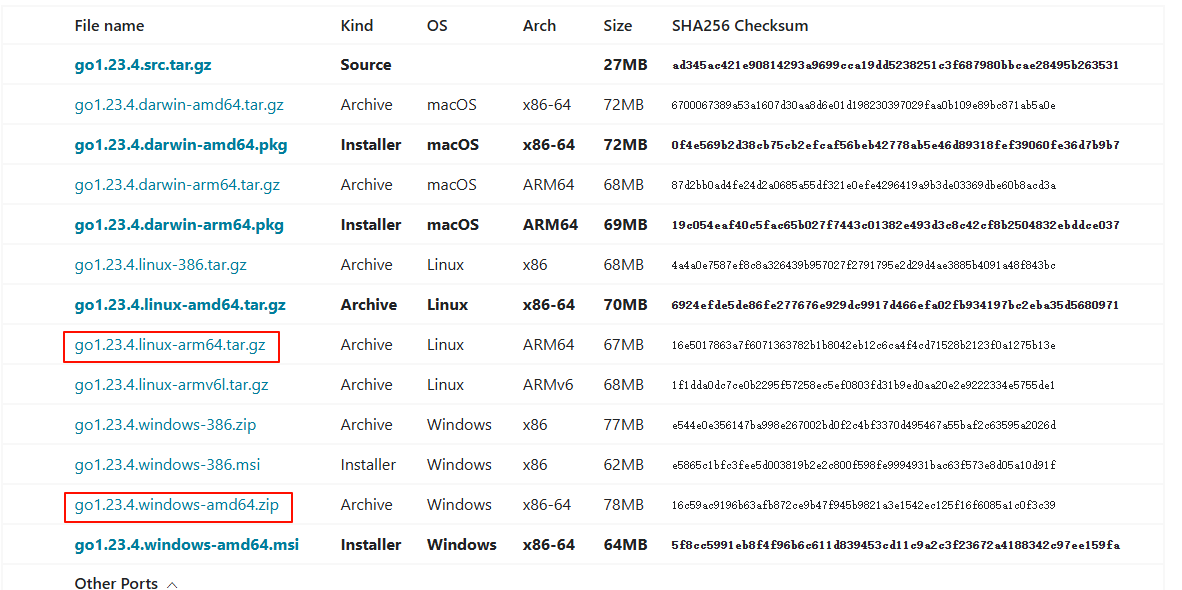 File name Kind OS Arch Size SHA256 Checksum
go1.23.4.src.tar.gz Source 27MB ad345ac421e90814293a9699cca19dd5238251c3f687980bbcae28495b263531
go1.23.4.darwin-amd64.tar.gz Archive macOS x86-64 72MB 6700067389a53a1607d30aa8d6e01d198230397029faa0b109e89bc871ab5a0e
go1.23.4.darwin-amd64.pkg Installer macOS x86-64 72MB 0f4e569b2d38cb75cb2efcaf56beb42778ab5e46d89318fef39060fe36d7b9b7
go1.23.4.darwin-arm64.tar.gz Archive macOS ARM64 68MB 87d2bb0ad4fe24d2a0685a55df321e0efe4296419a9b3de03369dbe60b8acd3a
go1.23.4.darwin-arm64.pkg Installer macOS ARM64 69MB 19c054eaf40c5fac65b027f7443c01382e493d3c8c42cf8b2504832ebddce037
go1.23.4.linux-386.tar.gz Archive Linux x86 68MB 4a4a0e7587ef8c8a326439b957027f2791795e2d29d4ae3885b4091a48f843bc
go1.23.4.linux-amd64.tar.gz Archive Linux x86-64 70MB 6924efde5de86fe277676e929dc9917d466efa02fb934197bc2eba35d5680971
go1.23.4.linux-arm64.tar.gz Archive Linux ARM64 67MB 16e5017863a7f6071363782b1b8042eb12c6ca4f4cd71528b2123f0a1275b13e
go1.23.4.linux-armv6l.tar.gz Archive Linux ARMv6 68MB 1f1dda0dc7ce0b2295f57258ec5ef0803fd31b9ed0aa20e2e9222334e5755de1
go1.23.4.windows-386.zip Archive Windows x86 77MB e544e0e356147ba998e267002bd0f2c4bf3370d495467a55baf2c63595a2026d
go1.23.4.windows-386.msi Installer Windows x86 62MB e5865c1bfc3fee5d003819b2e2c800f598fe9994931bac63f573e8d05a10d91f
go1.23.4.windows-amd64.zip Archive Windows x86-64 78MB 16c59ac9196b63afb872ce9b47f945b9821a3e1542ec125f16f6085a1c0f3c39
go1.23.4.windows-amd64.msi Installer Windows x86-64 64MB 5f8cc5991eb8f4f96b6c611d839453cd11c9a2c3f23672a4188342c97ee159fa
Other Ports